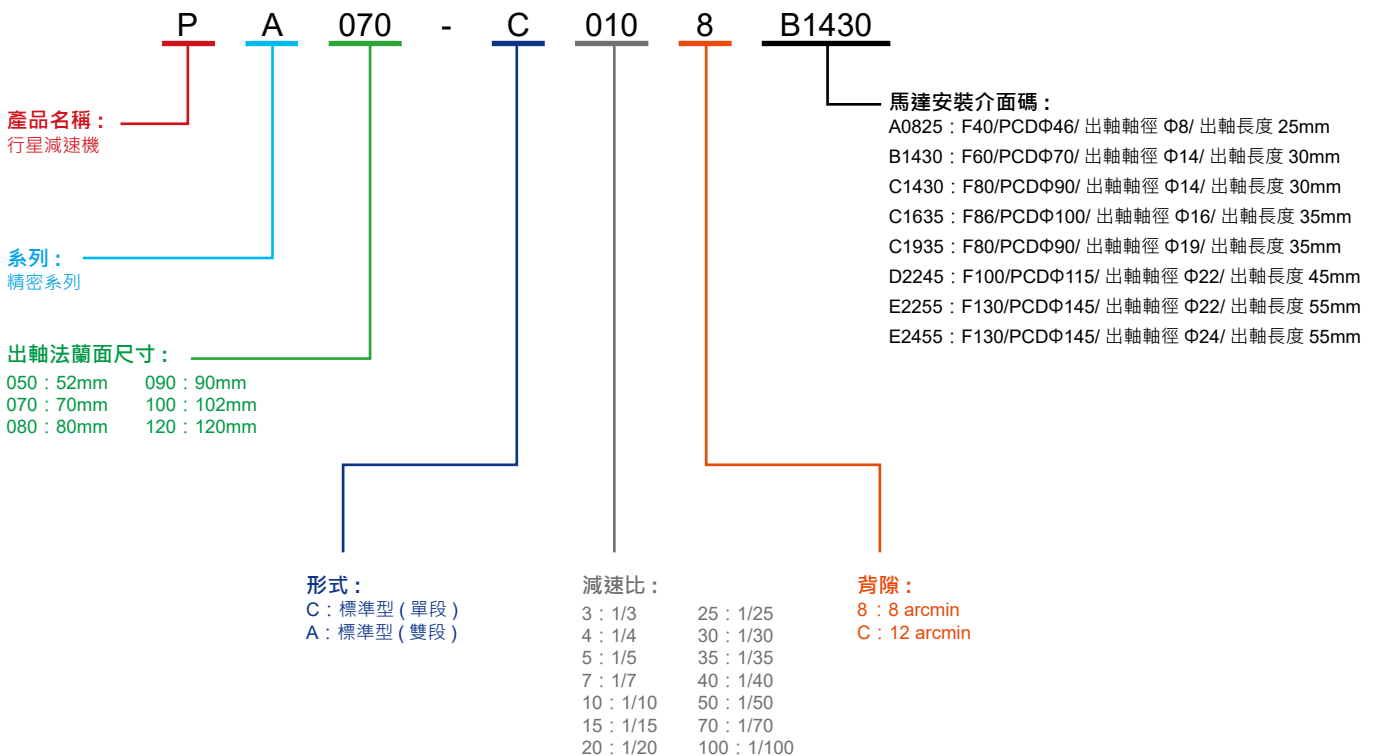 P A 070 - C 010 8 B1430
產品名稱：
行星減速機
系列：
精密系列
出軸法蘭面尺寸：
050：52mm 090：90mm
070：70mm 100：102mm
080：80mm 120：120mm
馬達安裝介面碼：
A0825：F40/PCDΦ46/ 出軸軸徑 Φ8/ 出軸長度 25mm
B1430：F60/PCDΦ70/ 出軸軸徑 Φ14/ 出軸長度 30mm
C1430：F80/PCDΦ90/ 出軸軸徑 Φ14/ 出軸長度 30mm
C1635：F86/PCDΦ100/ 出軸軸徑 Φ16/ 出軸長度 35mm
C1935：F80/PCDΦ90/ 出軸軸徑 Φ19/ 出軸長度 35mm
D2245：F100/PCDΦ115/ 出軸軸徑 Φ22/ 出軸長度 45mm
E2255：F130/PCDΦ145/ 出軸軸徑 Φ22/ 出軸長度 55mm
E2455：F130/PCDΦ145/ 出軸軸徑 Φ24/ 出軸長度 55mm
形式：
C：標準型 ( 單段 )
A：標準型 ( 雙段 )
減速比：
3：1/3 25：1/25
4：1/4 30：1/30
5：1/5 35：1/35
7：1/7 40：1/40
10：1/10 50：1/50
15：1/15 70：1/70
20：1/20 100：1/100
背隙：
8：8 arcmin
C：12 arcmin